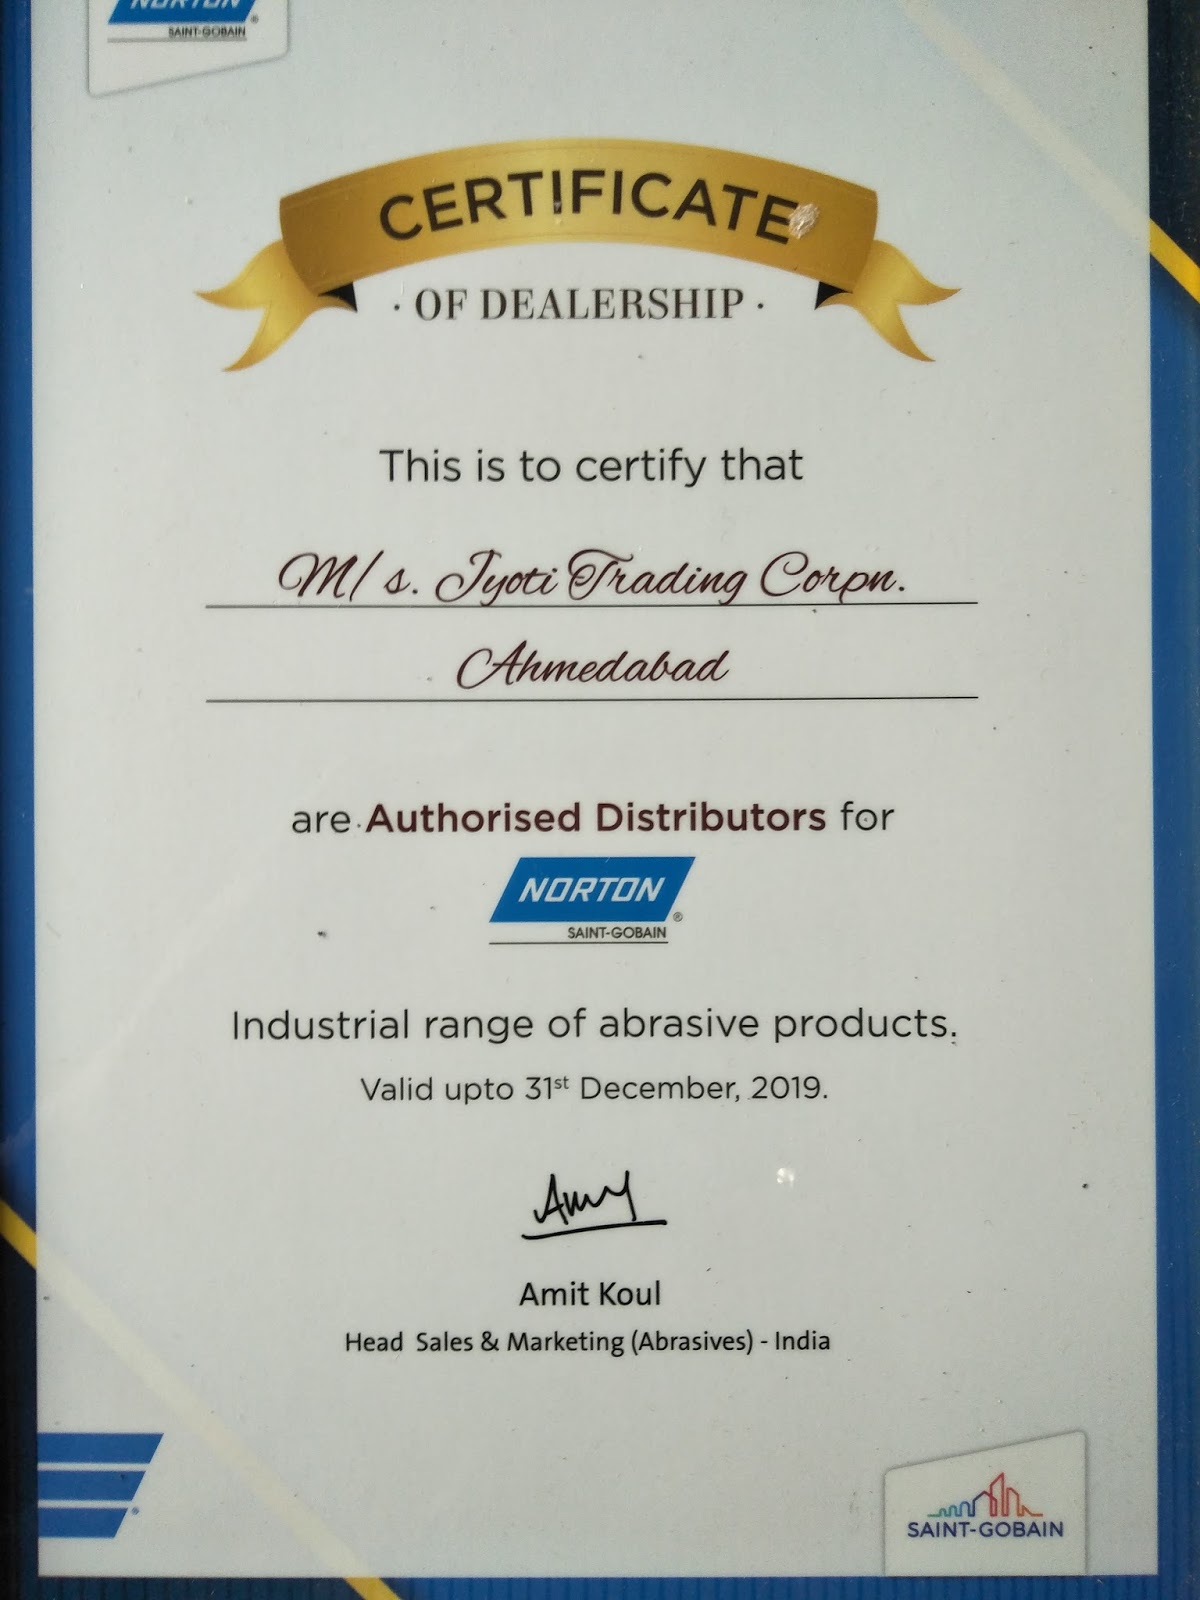 NORTON
SAINT-GOBAIN®
CERTIFICATE
· OF DEALERSHIP ·
This is to certify that
M/s. Jyoti Trading Corpn.
Ahmedabad
are Authorised Distributors for
NORTON
SAINT-GOBAIN®
Industrial range of abrasive products.
Valid upto 31st December, 2019.
Amit Koul
Head Sales & Marketing (Abrasives) - India
SAINT-GOBAIN